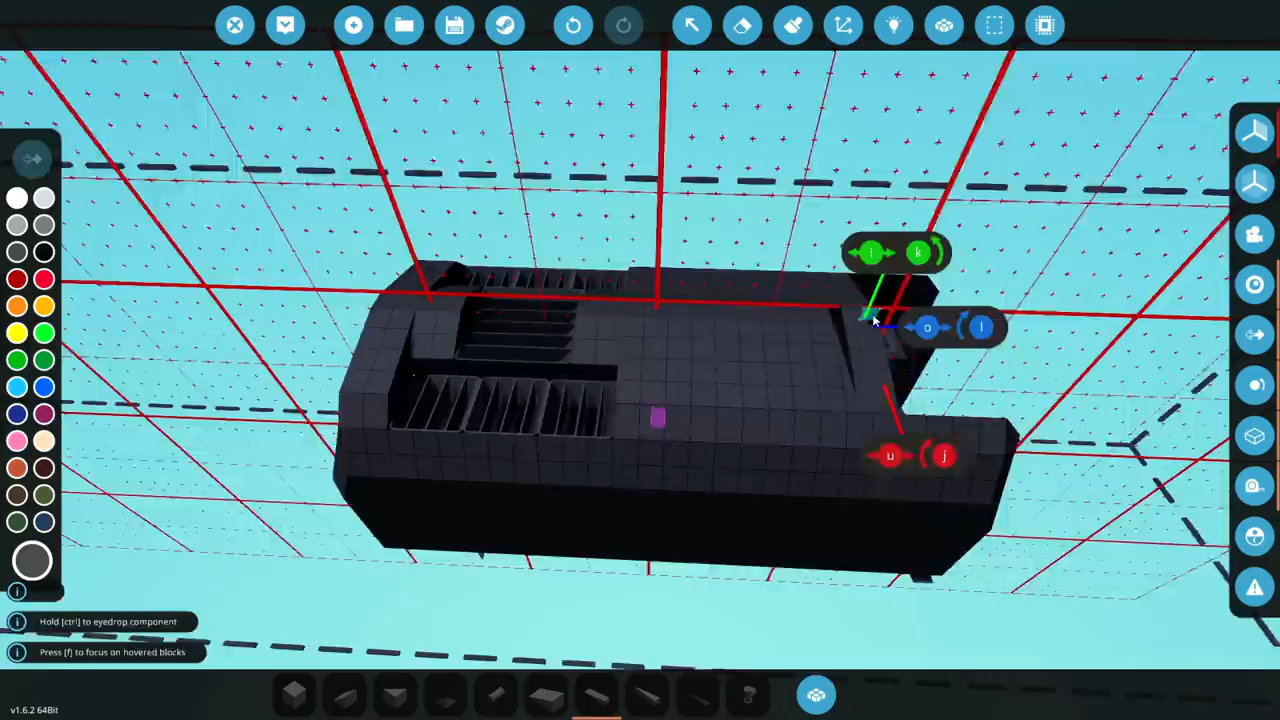 i k
o l
u j
Hold [ctrl] to eyedrop component
Press [f] to focus on hovered blocks
v1.6.2 64Bit